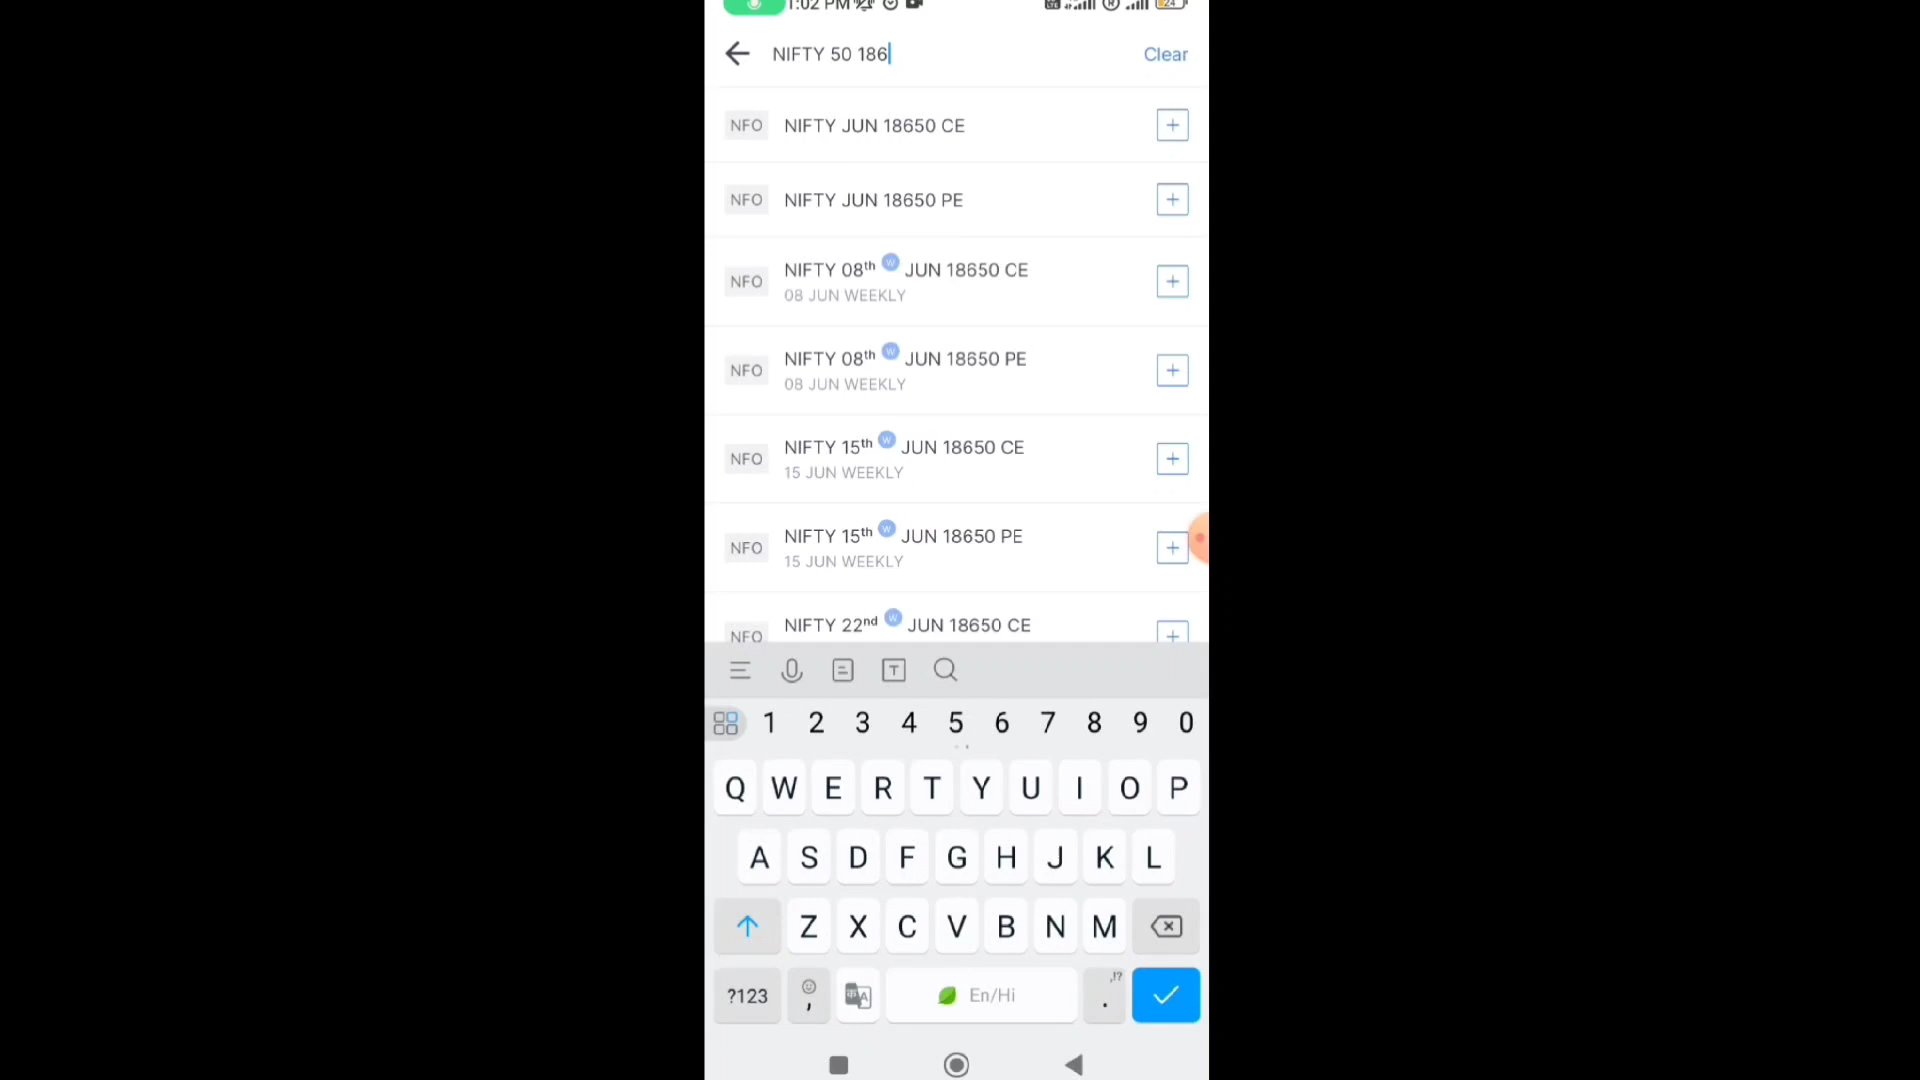 1:02 PM
24
NIFTY 50 186
Clear
NFO NIFTY JUN 18650 CE
NFO NIFTY JUN 18650 PE
NFO NIFTY 08th W JUN 18650 CE
08 JUN WEEKLY
NFO NIFTY 08th W JUN 18650 PE
08 JUN WEEKLY
NFO NIFTY 15th W JUN 18650 CE
15 JUN WEEKLY
NFO NIFTY 15th W JUN 18650 PE
15 JUN WEEKLY
NFO NIFTY 22nd W JUN 18650 CE
T
1 2 3 4 5 6 7 8 9 0
Q W E R T Y U I O P
A S D F G H J K L
Z X C V B N M
?123 , En/Hi . ,!?